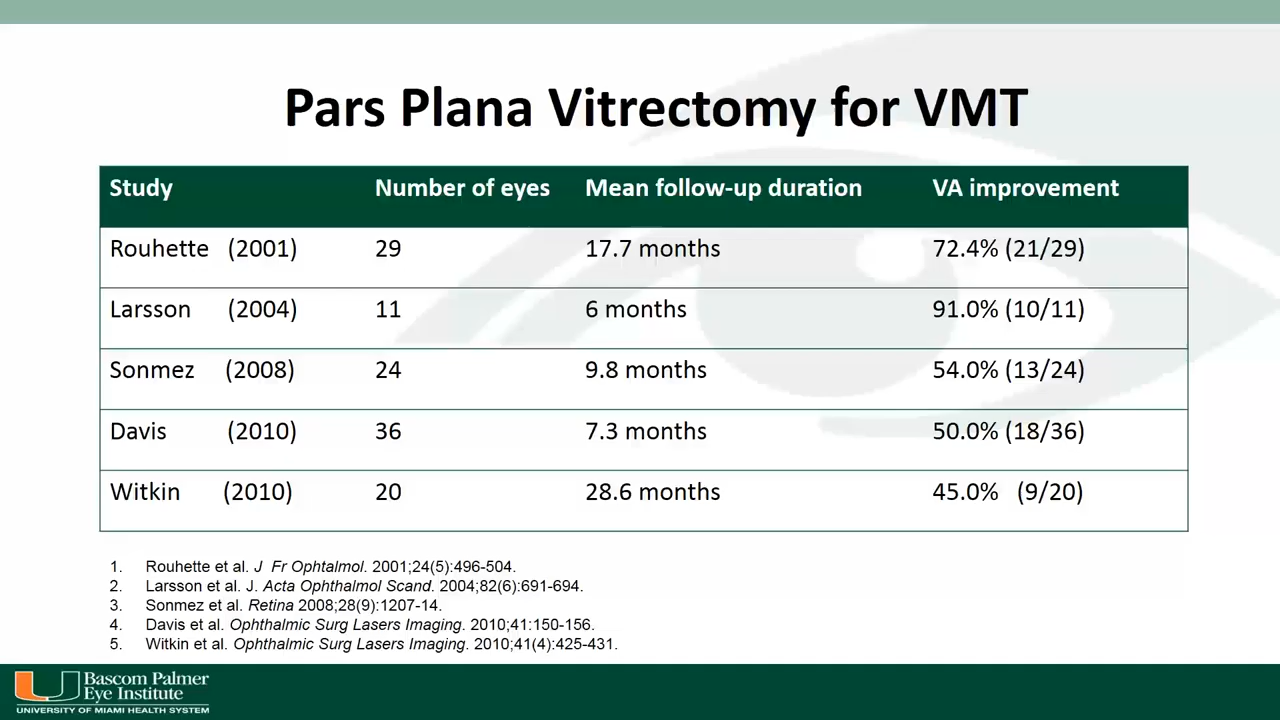 Pars Plana Vitrectomy for VMT
Study Number of eyes Mean follow-up duration VA improvement
Rouhette (2001) 29 17.7 months 72.4% (21/29)
Larsson (2004) 11 6 months 91.0% (10/11)
Sonmez (2008) 24 9.8 months 54.0% (13/24)
Davis (2010) 36 7.3 months 50.0% (18/36)
Witkin (2010) 20 28.6 months 45.0% (9/20)
1. Rouhette et al. J Fr Ophtalmol. 2001;24(5):496-504.
2. Larsson et al. J. Acta Ophthalmol Scand. 2004;82(6):691-694.
3. Sonmez et al. Retina 2008;28(9):1207-14.
4. Davis et al. Ophthalmic Surg Lasers Imaging. 2010;41:150-156.
5. Witkin et al. Ophthalmic Surg Lasers Imaging. 2010;41(4):425-431.
Bascom Palmer
Eye Institute
UNIVERSITY OF MIAMI HEALTH SYSTEM